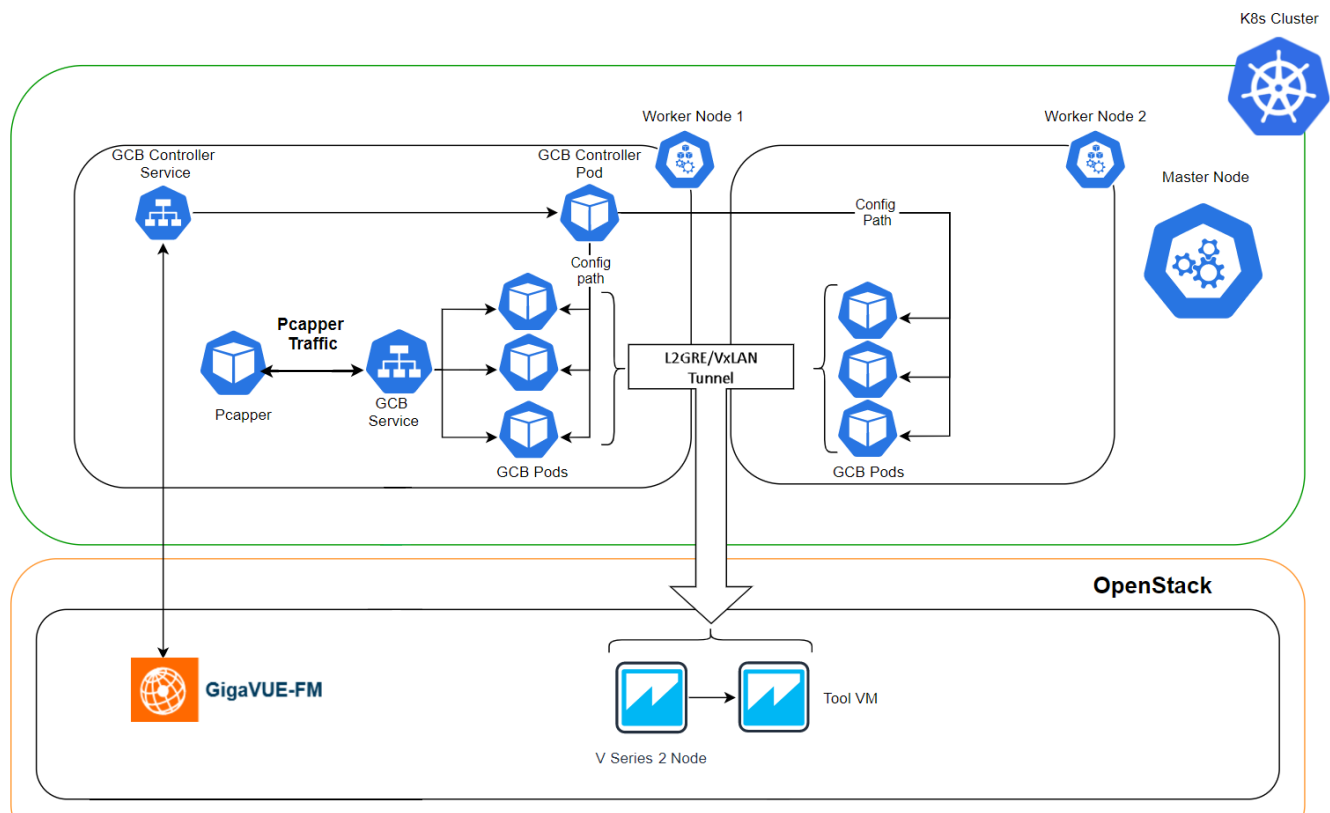 K8s Cluster
Worker Node 1
Worker Node 2
GCB Controller
Service
GCB Controller
Pod
Master Node
Config
Path
Config
path
Pcapper
Traffic
L2GRE/VxLAN
Tunnel
GCB
Service
Pcapper
GCB Pods
GCB Pods
OpenStack
GigaVUE-FM
Tool VM
V Series 2 Node